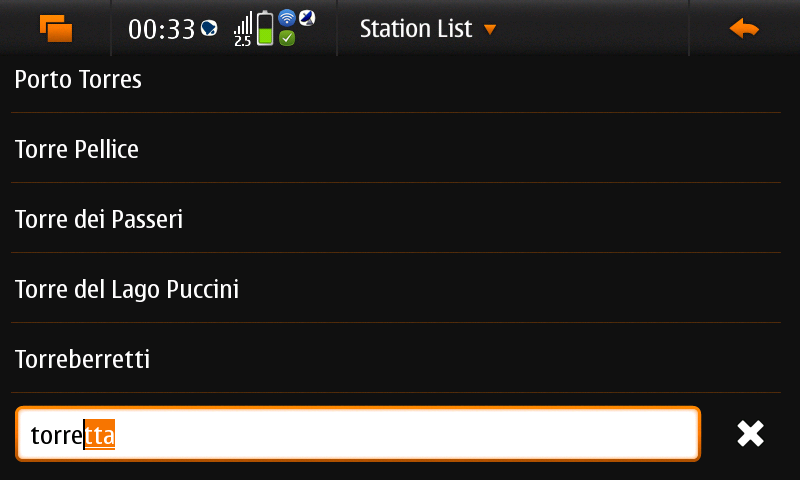 00:33
2.5
Station List
Porto Torres
Torre Pellice
Torre dei Passeri
Torre del Lago Puccini
Torreberretti
torretta